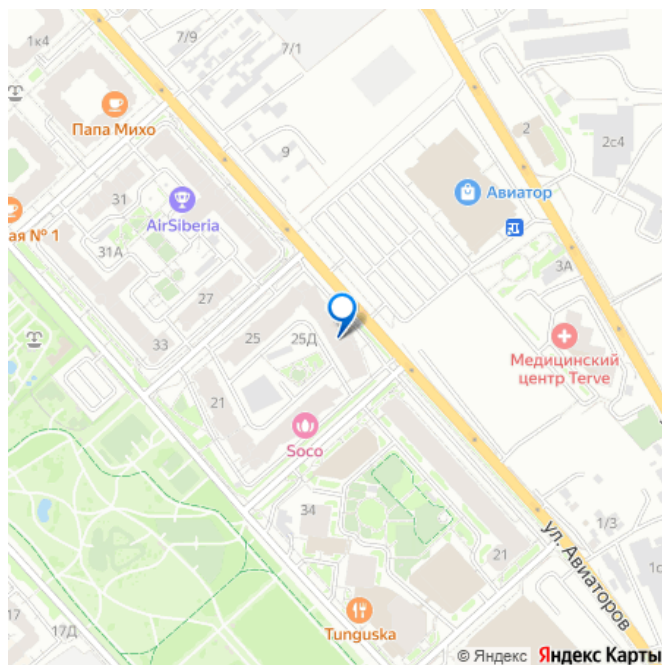 1к4
7/9
7/1
Папа Михо
9
2
2с4
Авиатор
31
AirSiberia
ая № 1
31А
27
3А
33
25
25Д
Медицинский
центр Terve
21
Soco
34
21
1/3
ул. Авиаторов
1с
17
17Д
Tunguska
© Яндекс Яндекс Карты